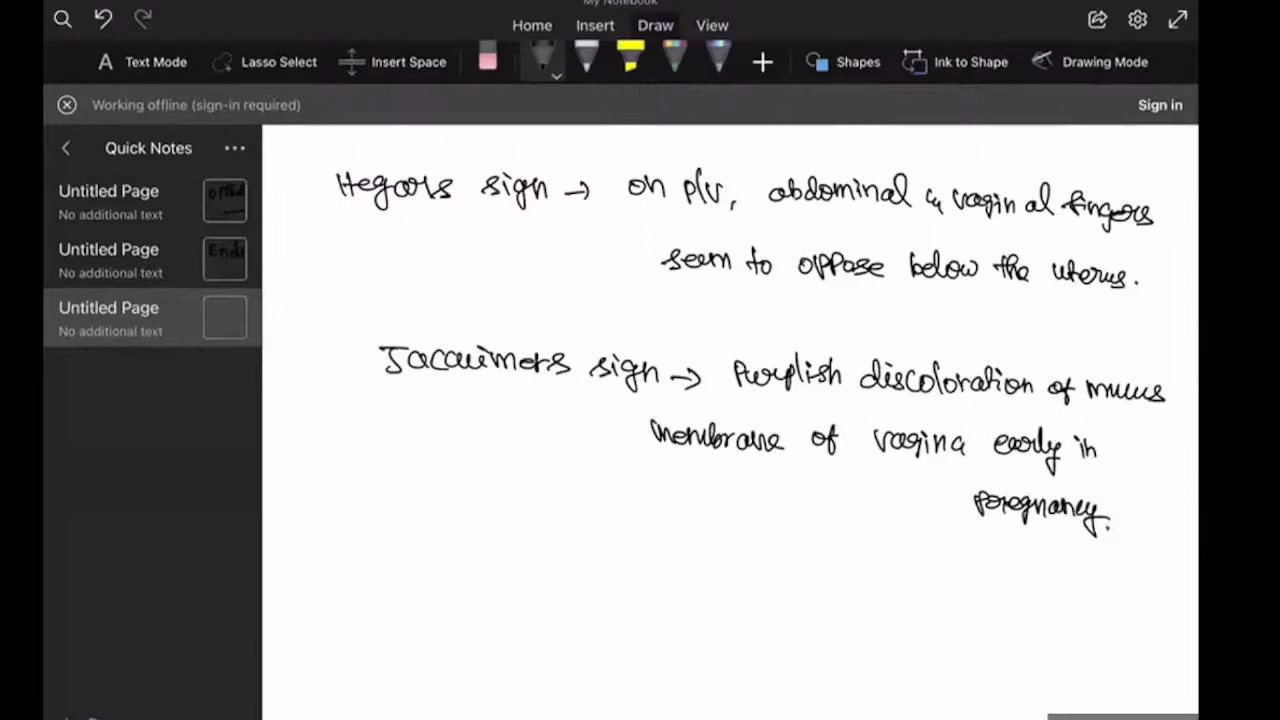 My Notebook
Home Insert Draw View
Text Mode Lasso Select Insert Space Shapes Ink to Shape Drawing Mode
Working offline (sign-in required) Sign in
Quick Notes
Untitled Page
No additional text
Untitled Page
No additional text
Untitled Page
No additional text
Hegars sign → on P/V, abdominal & vaginal fingers
seem to oppose below the uterus.
Jacauimers sign → Purplish discoloration of mucus
membrane of vagina early in
pregnancy.